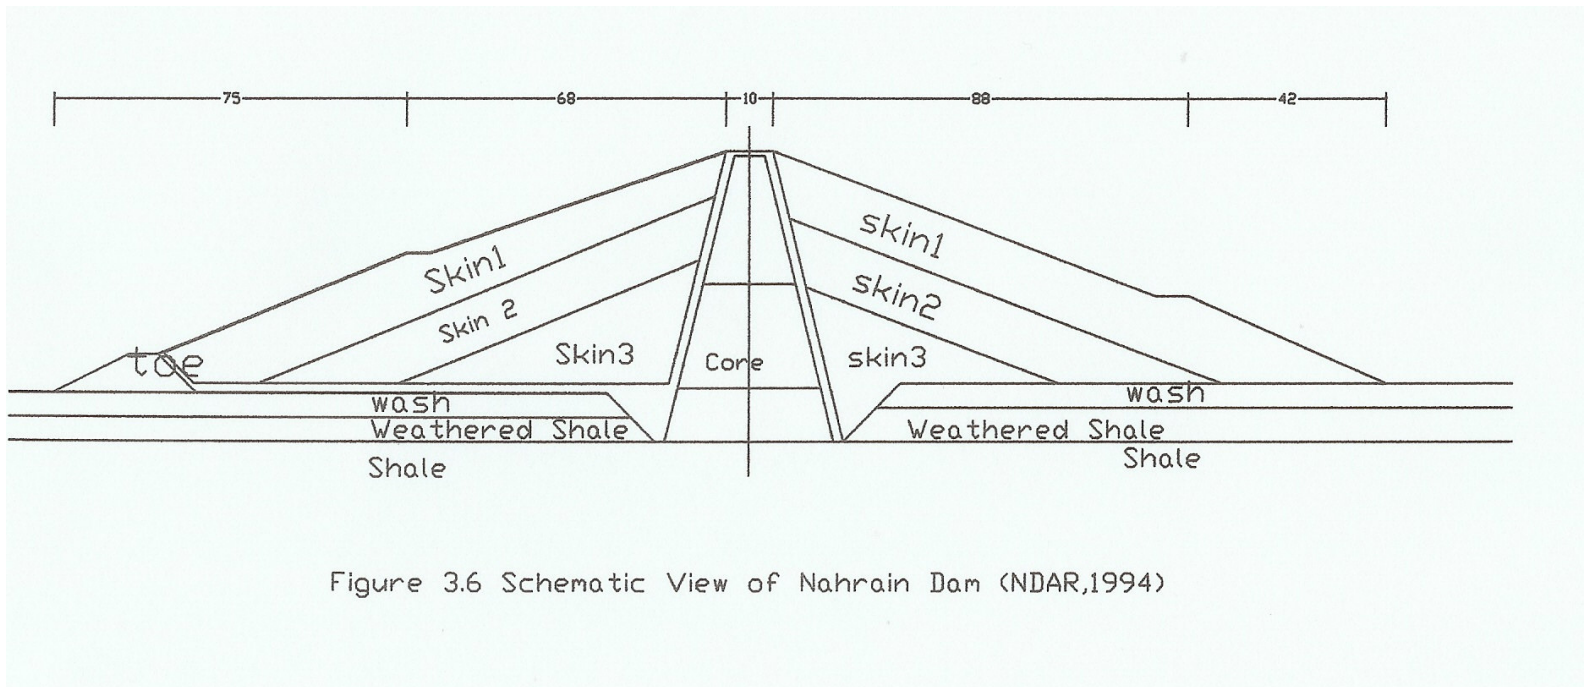 75 68 10 88 42
Skin1 skin1
Skin 2 skin2
toe Skin3 Core skin3
wash wash
Weathered Shale Weathered Shale
Shale Shale
Figure 3.6 Schematic View of Nahrain Dam (NDAR,1994)